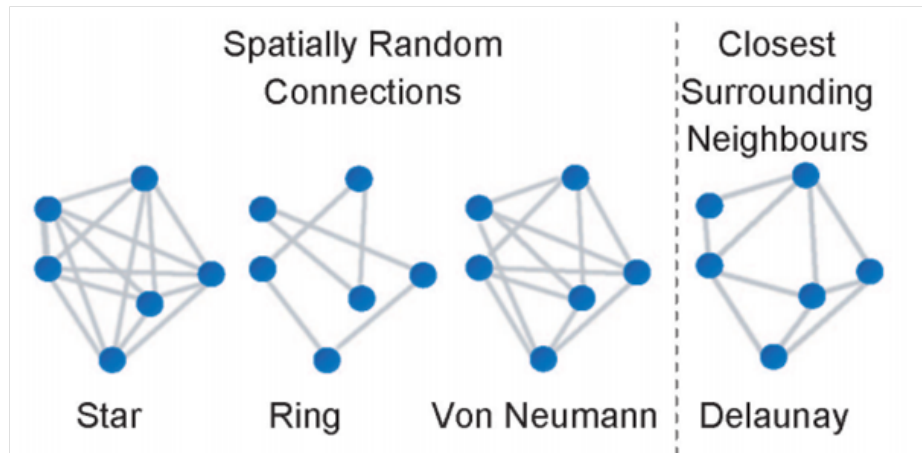 Spatially Random
Connections
Closest
Surrounding
Neighbours
Star
Ring
Von Neumann
Delaunay